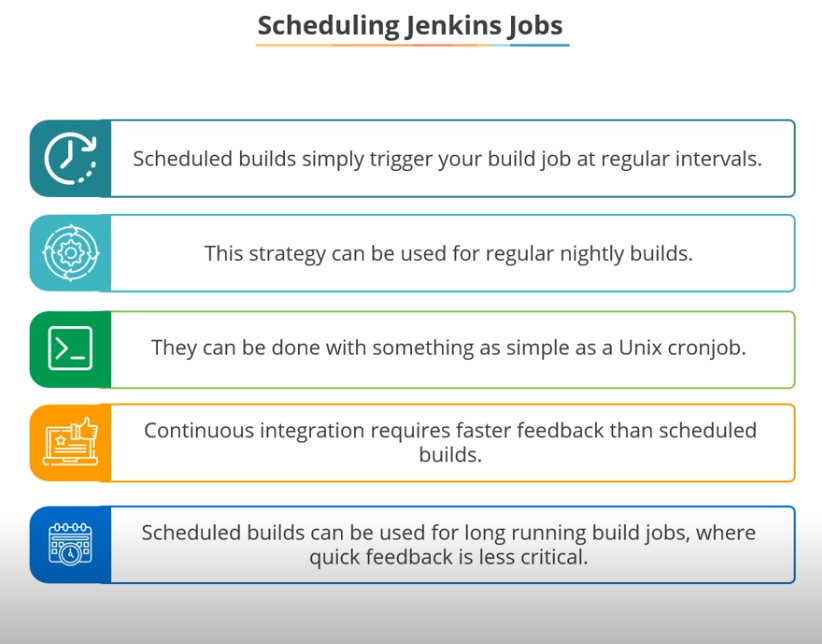 Scheduling Jenkins Jobs
Scheduled builds simply trigger your build job at regular intervals.
This strategy can be used for regular nightly builds.
They can be done with something as simple as a Unix cronjob.
Continuous integration requires faster feedback than scheduled
builds.
Scheduled builds can be used for long running build jobs, where
quick feedback is less critical.